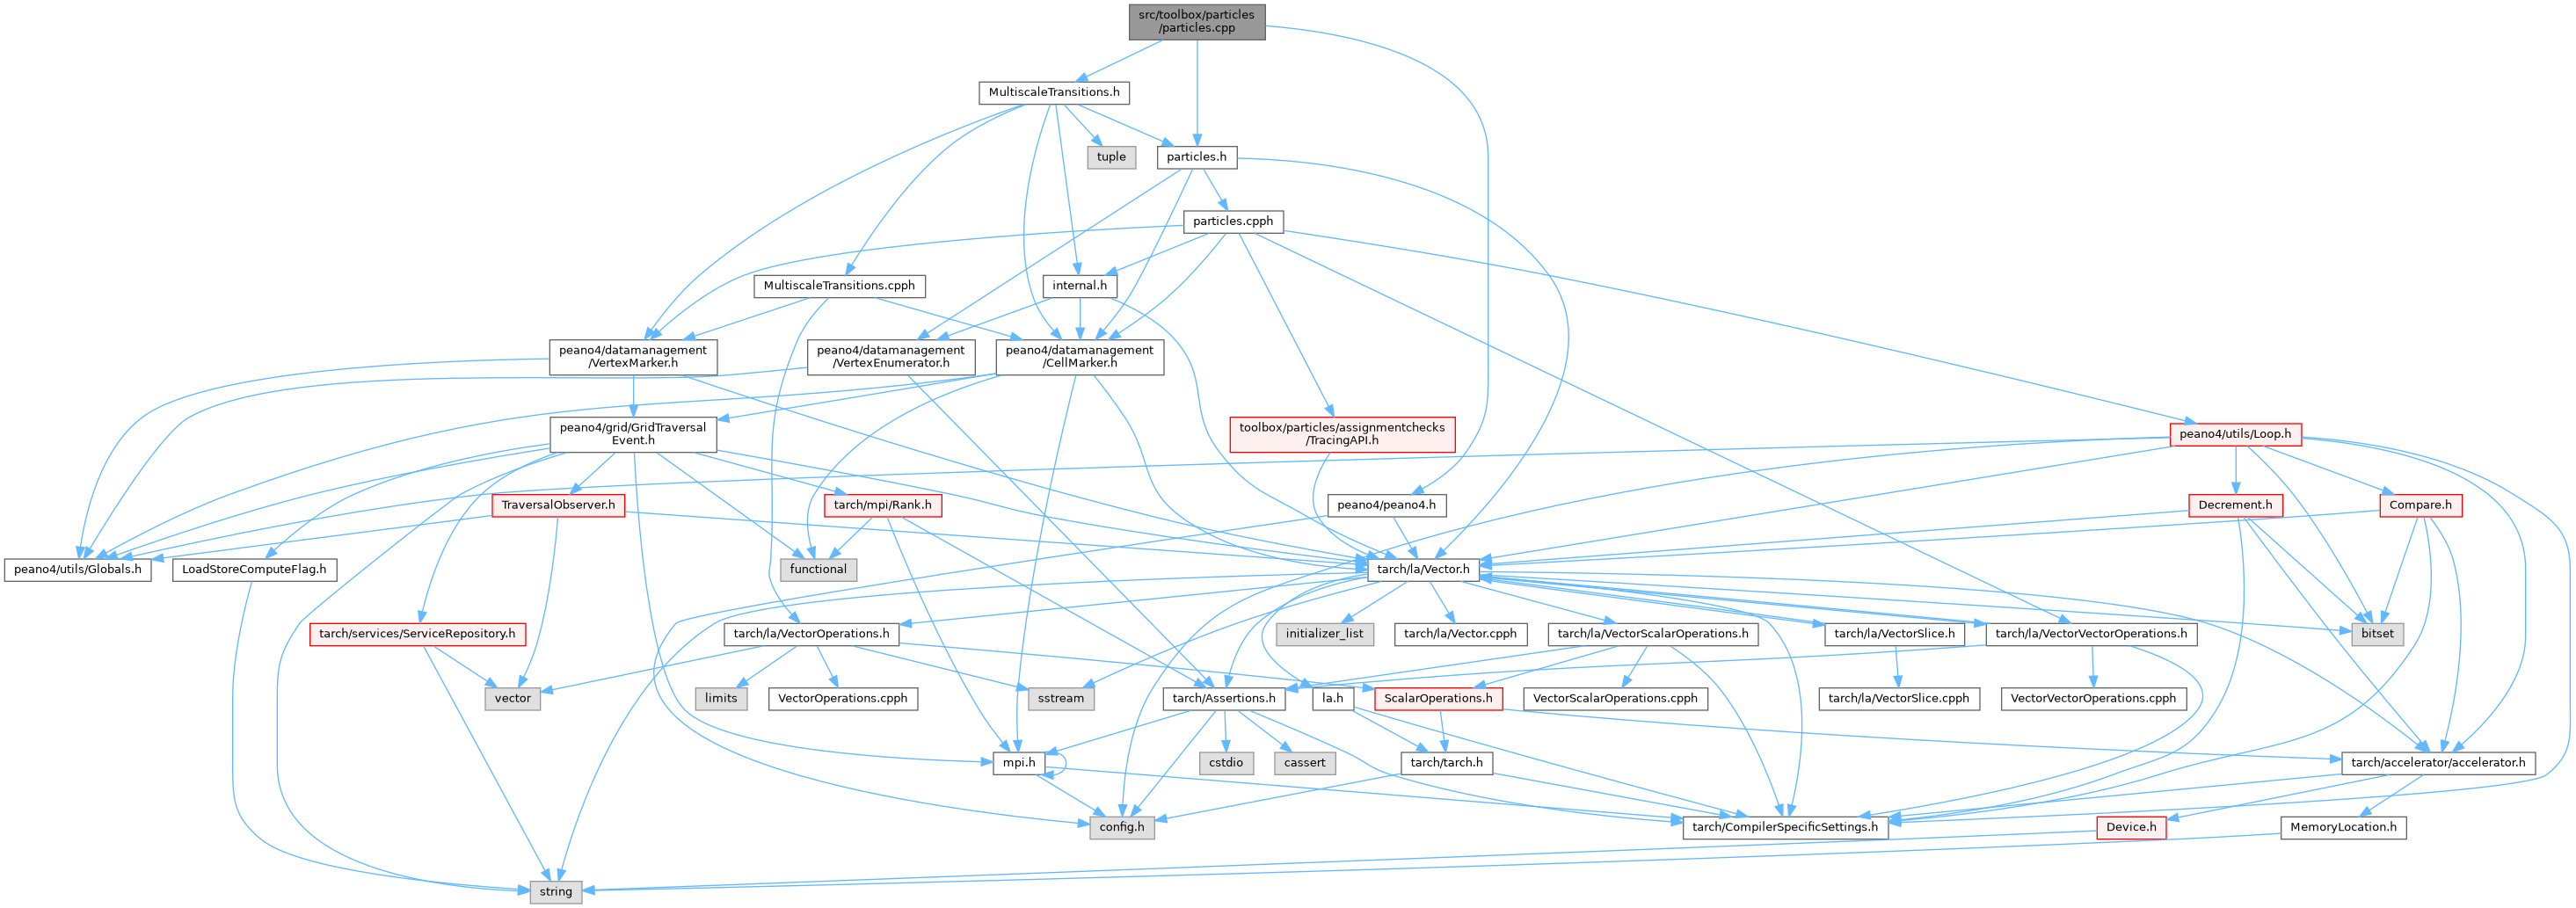 src/toolbox/particles
/particles.cpp
MultiscaleTransitions.h
tuple
particles.h
particles.cpph
MultiscaleTransitions.cpph
internal.h
peano4/datamanagement
/VertexMarker.h
peano4/datamanagement
/VertexEnumerator.h
peano4/datamanagement
/CellMarker.h
peano4/grid/GridTraversal
Event.h
toolbox/particles/assignmentchecks
/TracingAPI.h
peano4/utils/Loop.h
TraversalObserver.h
tarch/mpi/Rank.h
peano4/peano4.h
Decrement.h
Compare.h
peano4/utils/Globals.h
LoadStoreComputeFlag.h
functional
tarch/la/Vector.h
tarch/services/ServiceRepository.h
tarch/la/VectorOperations.h
initializer_list
tarch/la/Vector.cpph
tarch/la/VectorScalarOperations.h
tarch/la/VectorSlice.h
tarch/la/VectorVectorOperations.h
bitset
vector
limits
VectorOperations.cpph
sstream
tarch/Assertions.h
la.h
ScalarOperations.h
VectorScalarOperations.cpph
tarch/la/VectorSlice.cpph
VectorVectorOperations.cpph
mpi.h
cstdio
cassert
tarch/tarch.h
tarch/accelerator/accelerator.h
config.h
tarch/CompilerSpecificSettings.h
Device.h
MemoryLocation.h
string